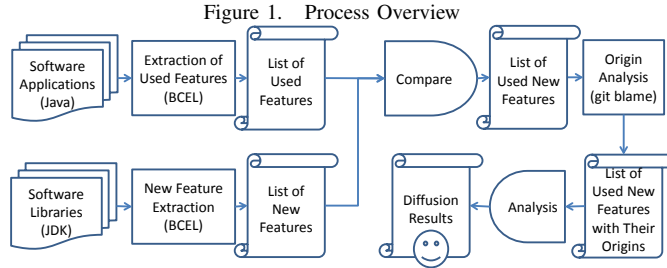 Figure 1. Process Overview
Software
Applications
(Java)
Extraction of
Used Features
(BCEL)
List of
Used
Features
Compare
List of
Used New
Features
Origin
Analysis
(git blame)
Software
Libraries
(JDK)
New Feature
Extraction
(BCEL)
List of
New
Features
Diffusion
Results
Analysis
List of
Used New
Features
with Their
Origins